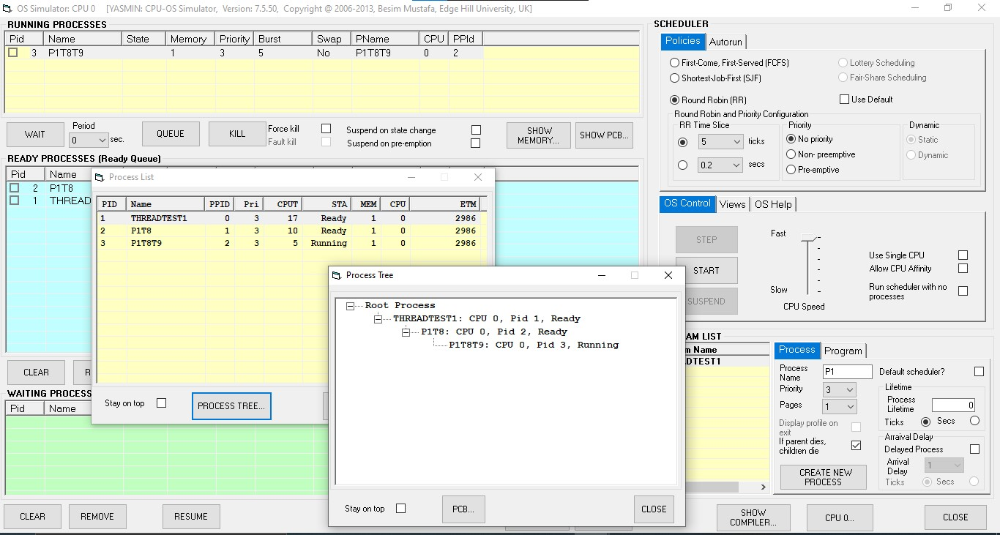 OS Simulator: CPU 0 [YASMIN: CPU-OS Simulator, Version: 7.5.50, Copyright @ 2006-2013, Besim Mustafa, Edge Hill University, UK]
RUNNING PROCESSES
Pid Name State Memory Priority Burst Swap PName CPU PPId
3 P1T8T9 1 3 5 No P1T8T9 0 2
WAIT
Period
0 sec.
QUEUE
KILL
Force kill
Fault kill
Suspend on state change
Suspend on pre-emption
SHOW
MEMORY...
SHOW PCB...
READY PROCESSES (Ready Queue)
Pid Name
2 P1T8
1 THREAD
CLEAR
R
WAITING PROCESS
Pid Name
CLEAR
REMOVE
RESUME
Process List
PID Name PPID Pri CPUT STA MEM CPU ETM
1 THREADTEST1 0 3 17 Ready 1 0 2986
2 P1T8 1 3 10 Ready 1 0 2986
3 P1T8T9 2 3 5 Running 1 0 2986
Stay on top
PROCESS TREE...
Process Tree
Root Process
THREADTEST1: CPU 0, Pid 1, Ready
P1T8: CPU 0, Pid 2, Ready
P1T8T9: CPU 0, Pid 3, Running
Stay on top
PCB...
CLOSE
SCHEDULER
Policies Autorun
First-Come, First-Served (FCFS)
Shortest-Job-First (SJF)
Round Robin (RR)
Lottery Scheduling
Fair-Share Scheduling
Use Default
Round Robin and Priority Configuration
RR Time Slice
5 ticks
0.2 secs
Priority
No priority
Non- preemptive
Pre-emptive
Dynamic
Static
Dynamic
OS Control Views OS Help
STEP
START
SUSPEND
Fast
Slow
CPU Speed
Use Single CPU
Allow CPU Affinity
Run scheduler with no
processes
AM LIST
m Name
ADTEST1
Process Program
Process
Name
P1
Priority
3
Pages
1
Display profile on
exit
If parent dies,
children die
CREATE NEW
PROCESS
Default scheduler?
Lifetime
Process
Lifetime
0
Ticks Secs
Arraival Delay
Delayed Process
Arrival
Delay
1
Ticks Secs
SHOW
COMPILER...
CPU 0...
CLOSE